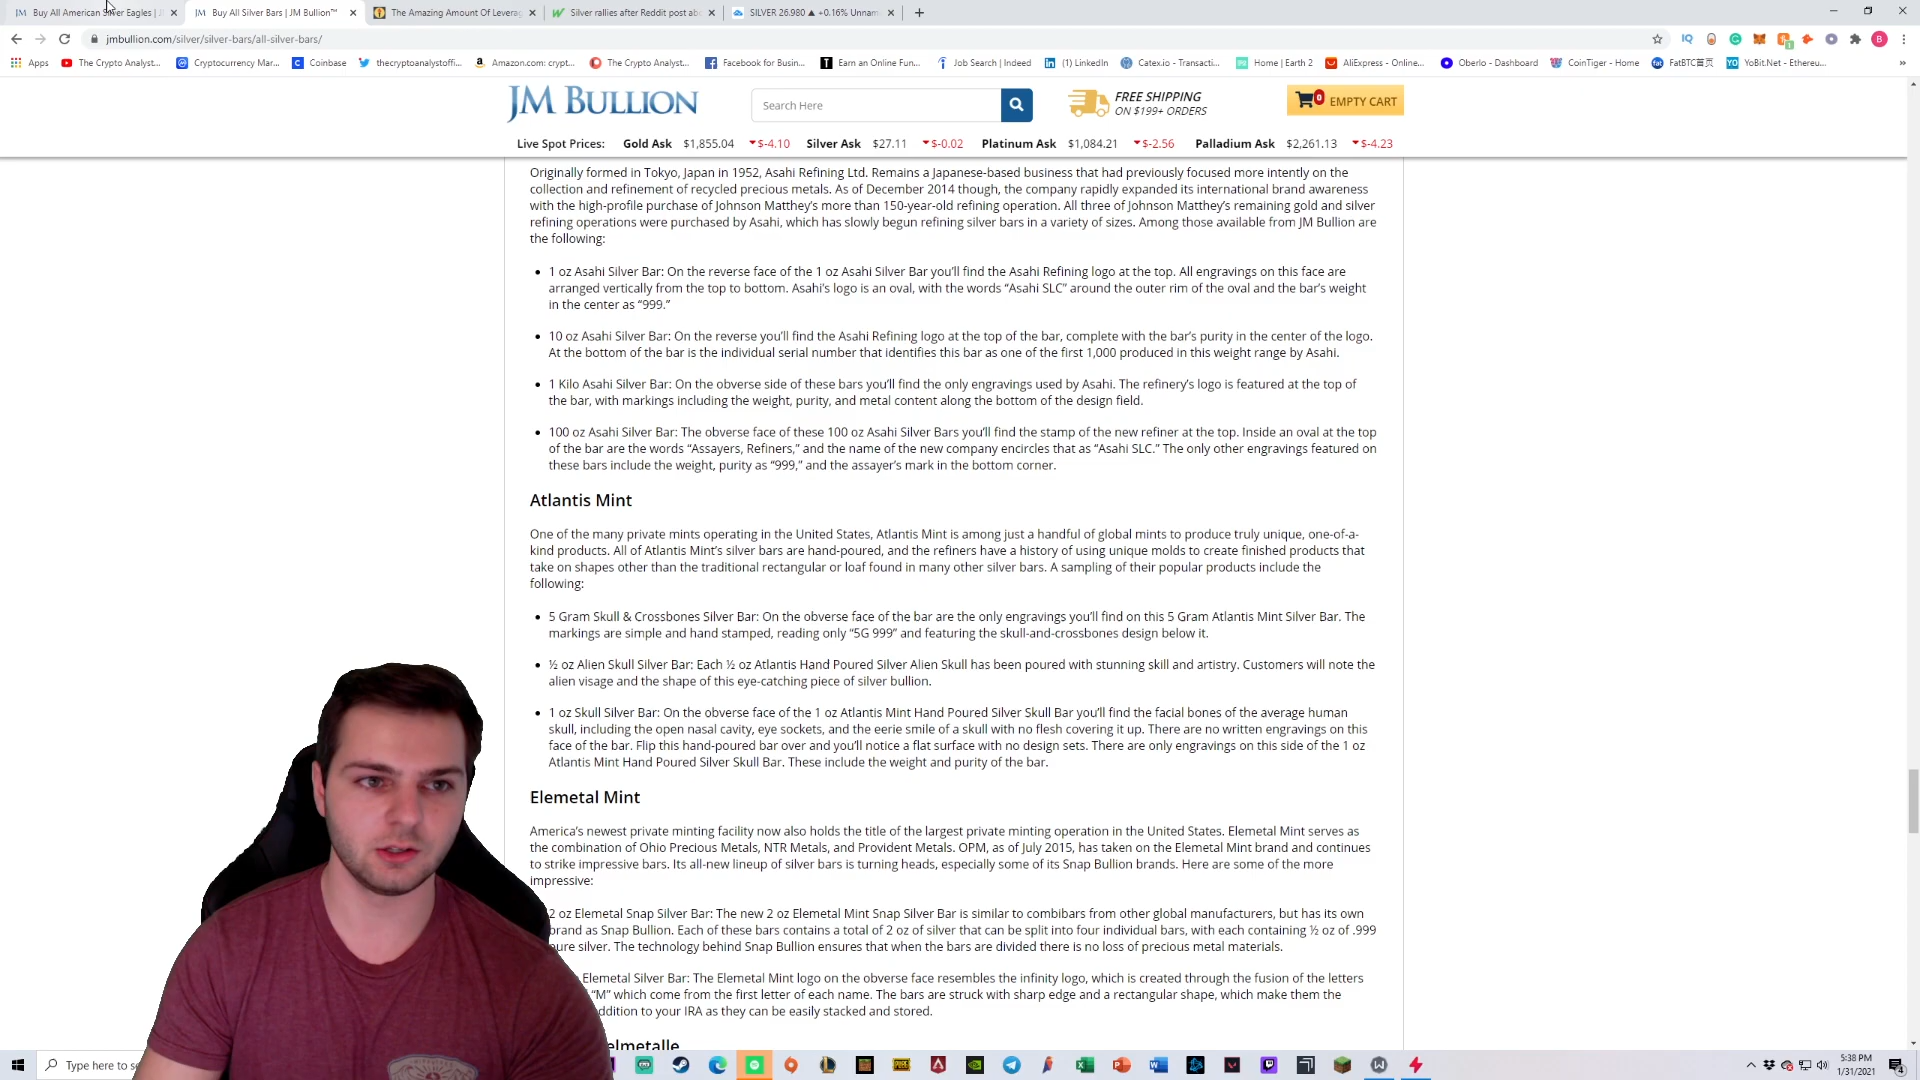 Buy All American Silver Eagles | J
Buy All Silver Bars | JM Bullion™
The Amazing Amount Of Leverag
Silver rallies after Reddit post abo
SILVER 26.980 ▲ +0.16% Unnam
jmbullion.com/silver/silver-bars/all-silver-bars/
Apps
The Crypto Analyst...
Cryptocurrency Mar...
Coinbase
thecryptoanalystoffi...
Amazon.com: crypt...
The Crypto Analyst...
Facebook for Busin...
Earn an Online Fun...
Job Search | Indeed
(1) LinkedIn
Catex.io - Transacti...
Home | Earth 2
AliExpress - Online...
Oberlo - Dashboard
CoinTiger - Home
FatBTC首页
YoBit.Net - Ethereu...
JM BULLION
Search Here
FREE SHIPPING
ON $199+ ORDERS
0 EMPTY CART
Live Spot Prices: Gold Ask $1,855.04 $-4.10 Silver Ask $27.11 $-0.02 Platinum Ask $1,084.21 $-2.56 Palladium Ask $2,261.13 $-4.23
Originally formed in Tokyo, Japan in 1952, Asahi Refining Ltd. Remains a Japanese-based business that had previously focused more intently on the
collection and refinement of recycled precious metals. As of December 2014 though, the company rapidly expanded its international brand awareness
with the high-profile purchase of Johnson Matthey's more than 150-year-old refining operation. All three of Johnson Matthey's remaining gold and silver
refining operations were purchased by Asahi, which has slowly begun refining silver bars in a variety of sizes. Among those available from JM Bullion are
the following:
• 1 oz Asahi Silver Bar: On the reverse face of the 1 oz Asahi Silver Bar you'll find the Asahi Refining logo at the top. All engravings on this face are
arranged vertically from the top to bottom. Asahi's logo is an oval, with the words “Asahi SLC” around the outer rim of the oval and the bar's weight
in the center as “999.”
• 10 oz Asahi Silver Bar: On the reverse you'll find the Asahi Refining logo at the top of the bar, complete with the bar's purity in the center of the logo.
At the bottom of the bar is the individual serial number that identifies this bar as one of the first 1,000 produced in this weight range by Asahi.
• 1 Kilo Asahi Silver Bar: On the obverse side of these bars you'll find the only engravings used by Asahi. The refinery's logo is featured at the top of
the bar, with markings including the weight, purity, and metal content along the bottom of the design field.
• 100 oz Asahi Silver Bar: The obverse face of these 100 oz Asahi Silver Bars you'll find the stamp of the new refiner at the top. Inside an oval at the top
of the bar are the words “Assayers, Refiners,” and the name of the new company encircles that as “Asahi SLC.” The only other engravings featured on
these bars include the weight, purity as “999,” and the assayer's mark in the bottom corner.
Atlantis Mint
One of the many private mints operating in the United States, Atlantis Mint is among just a handful of global mints to produce truly unique, one-of-a-
kind products. All of Atlantis Mint's silver bars are hand-poured, and the refiners have a history of using unique molds to create finished products that
take on shapes other than the traditional rectangular or loaf found in many other silver bars. A sampling of their popular products include the
following:
• 5 Gram Skull & Crossbones Silver Bar: On the obverse face of the bar are the only engravings you'll find on this 5 Gram Atlantis Mint Silver Bar. The
markings are simple and hand stamped, reading only “5G 999” and featuring the skull-and-crossbones design below it.
• ½ oz Alien Skull Silver Bar: Each ½ oz Atlantis Hand Poured Silver Alien Skull has been poured with stunning skill and artistry. Customers will note the
alien visage and the shape of this eye-catching piece of silver bullion.
• 1 oz Skull Silver Bar: On the obverse face of the 1 oz Atlantis Mint Hand Poured Silver Skull Bar you'll find the facial bones of the average human
skull, including the open nasal cavity, eye sockets, and the eerie smile of a skull with no flesh covering it up. There are no written engravings on this
face of the bar. Flip this hand-poured bar over and you'll notice a flat surface with no design sets. There are only engravings on this side of the 1 oz
Atlantis Mint Hand Poured Silver Skull Bar. These include the weight and purity of the bar.
Elemetal Mint
America's newest private minting facility now also holds the title of the largest private minting operation in the United States. Elemetal Mint serves as
the combination of Ohio Precious Metals, NTR Metals, and Provident Metals. OPM, as of July 2015, has taken on the Elemetal Mint brand and continues
to strike impressive bars. Its all-new lineup of silver bars is turning heads, especially some of its Snap Bullion brands. Here are some of the more
impressive:
2 oz Elemetal Snap Silver Bar: The new 2 oz Elemetal Mint Snap Silver Bar is similar to combibars from other global manufacturers, but has its own
brand as Snap Bullion. Each of these bars contains a total of 2 oz of silver that can be split into four individual bars, with each containing ½ oz of .999
pure silver. The technology behind Snap Bullion ensures that when the bars are divided there is no loss of precious metal materials.
Elemetal Silver Bar: The Elemetal Mint logo on the obverse face resembles the infinity logo, which is created through the fusion of the letters
“M” which come from the first letter of each name. The bars are struck with sharp edge and a rectangular shape, which make them the
ddition to your IRA as they can be easily stacked and stored.
elmetalle
Type here to se
5:38 PM
1/31/2021
4